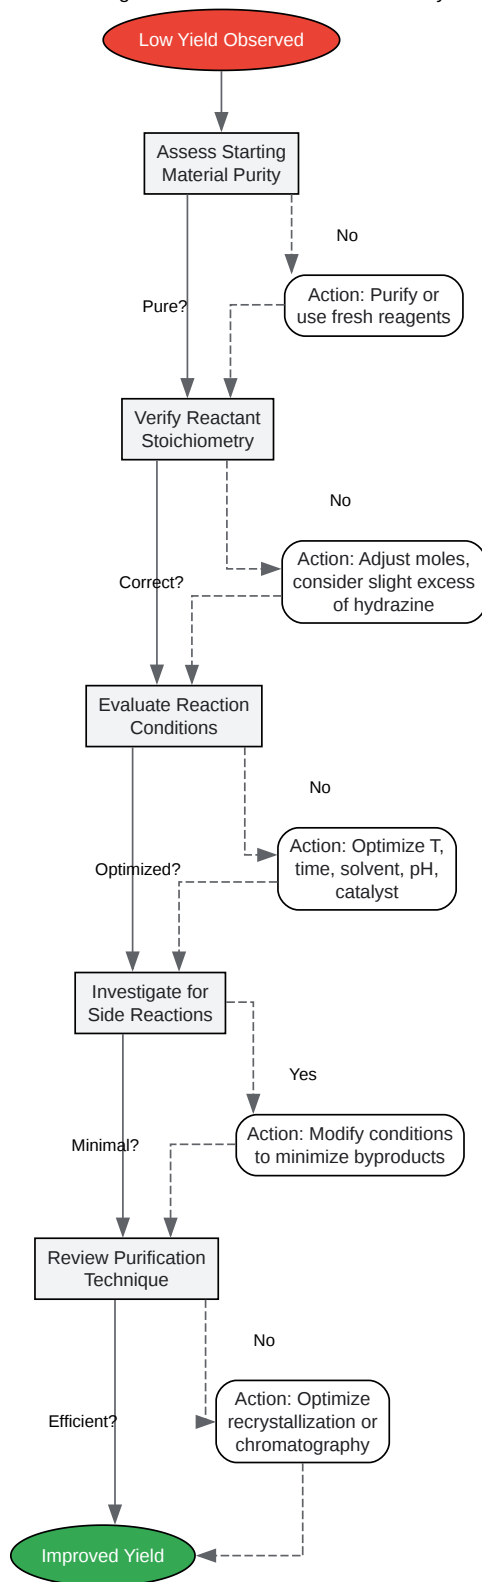 Low Yield Observed
Assess Starting
Material Purity
No
Action: Purify or
use fresh reagents
Pure?
Verify Reactant
Stoichiometry
No
Action: Adjust moles,
consider slight excess
of hydrazine
Correct?
Evaluate Reaction
Conditions
No
Action: Optimize T,
time, solvent, pH,
catalyst
Optimized?
Investigate for
Side Reactions
Yes
Action: Modify conditions
to minimize byproducts
Minimal?
Review Purification
Technique
No
Action: Optimize
recrystallization or
chromatography
Efficient?
Improved Yield